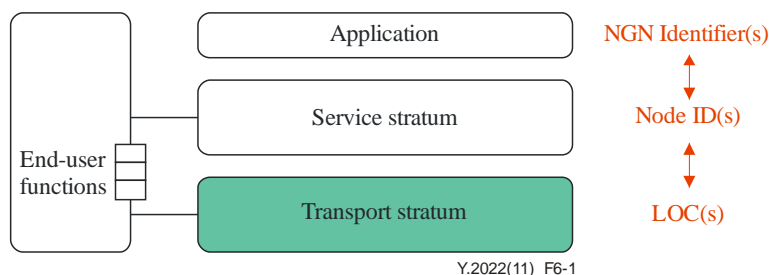 Application
NGN Identifier(s)
Service stratum
Node ID(s)
End-user
functions
Transport stratum
LOC(s)
Y.2022(11)_F6-1